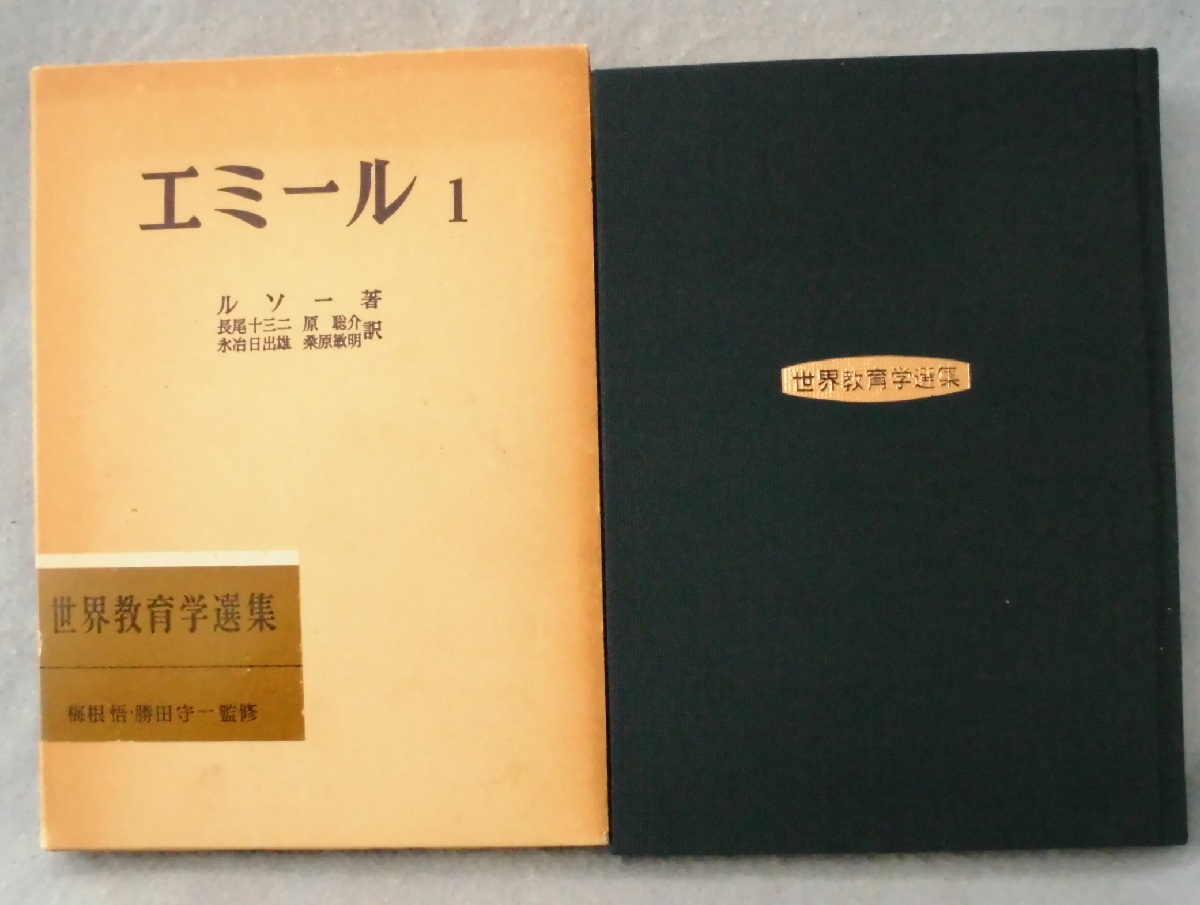 エミール 1
ルソー 著
長尾十三二 原 聡介
永冶日出雄 桑原敏明 訳
世界教育学選集
梅根悟・勝田守一監修
世界教育学選集